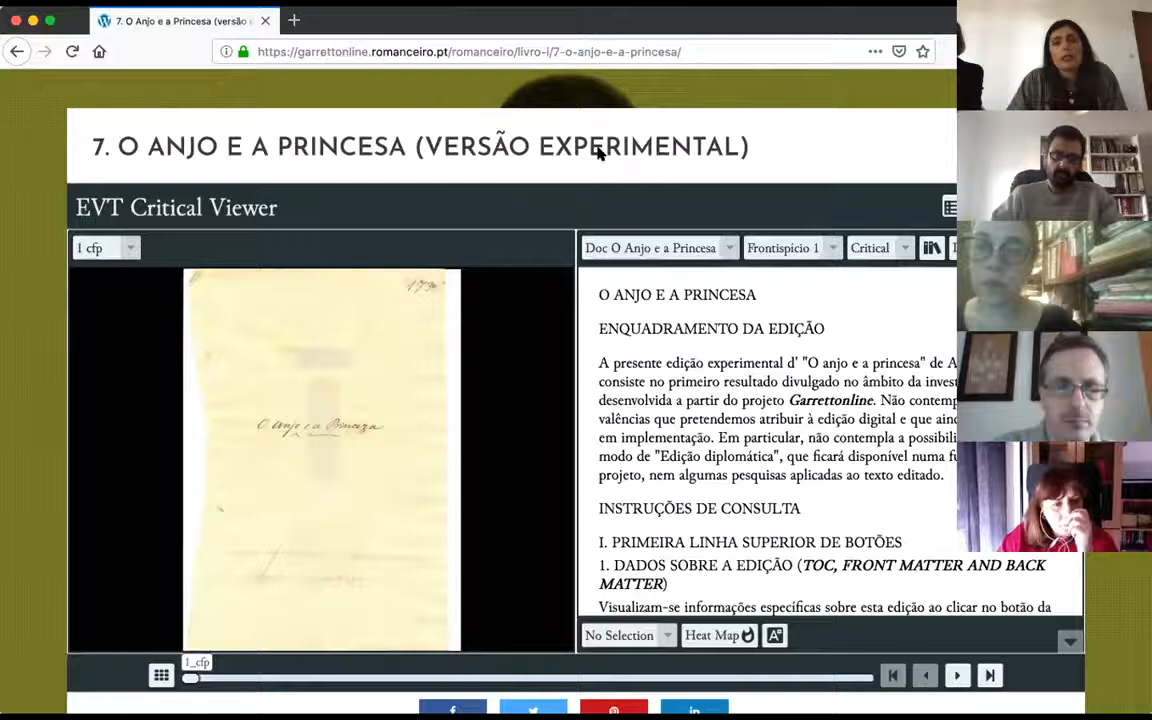 7. O Anjo e a Princesa (versão e
https://garrettonline.romanceiro.pt/romanceiro/livro-i/7-o-anjo-e-a-princesa/
7. O ANJO E A PRINCESA (VERSÃO EXPERIMENTAL)
EVT Critical Viewer
1 cfp
Doc O Anjo e a Princesa
Frontispício 1
Critical
O Anjo e a Princeza
O ANJO E A PRINCESA
ENQUADRAMENTO DA EDIÇÃO
A presente edição experimental d' "O anjo e a princesa" de A
consiste no primeiro resultado divulgado no âmbito da inves
desenvolvida a partir do projeto Garrettonline. Não contemp
valências que pretendemos atribuir à edição digital e que ain
em implementação. Em particular, não contempla a possibili
modo de "Edição diplomática", que ficará disponível numa f
projeto, nem algumas pesquisas aplicadas ao texto editado.
INSTRUÇÕES DE CONSULTA
I. PRIMEIRA LINHA SUPERIOR DE BOTÕES
1. DADOS SOBRE A EDIÇÃO (TOC, FRONT MATTER AND BACK
MATTER)
Visualizam-se informações específicas sobre esta edição ao clicar no botão da
No Selection
Heat Map
1_cfp